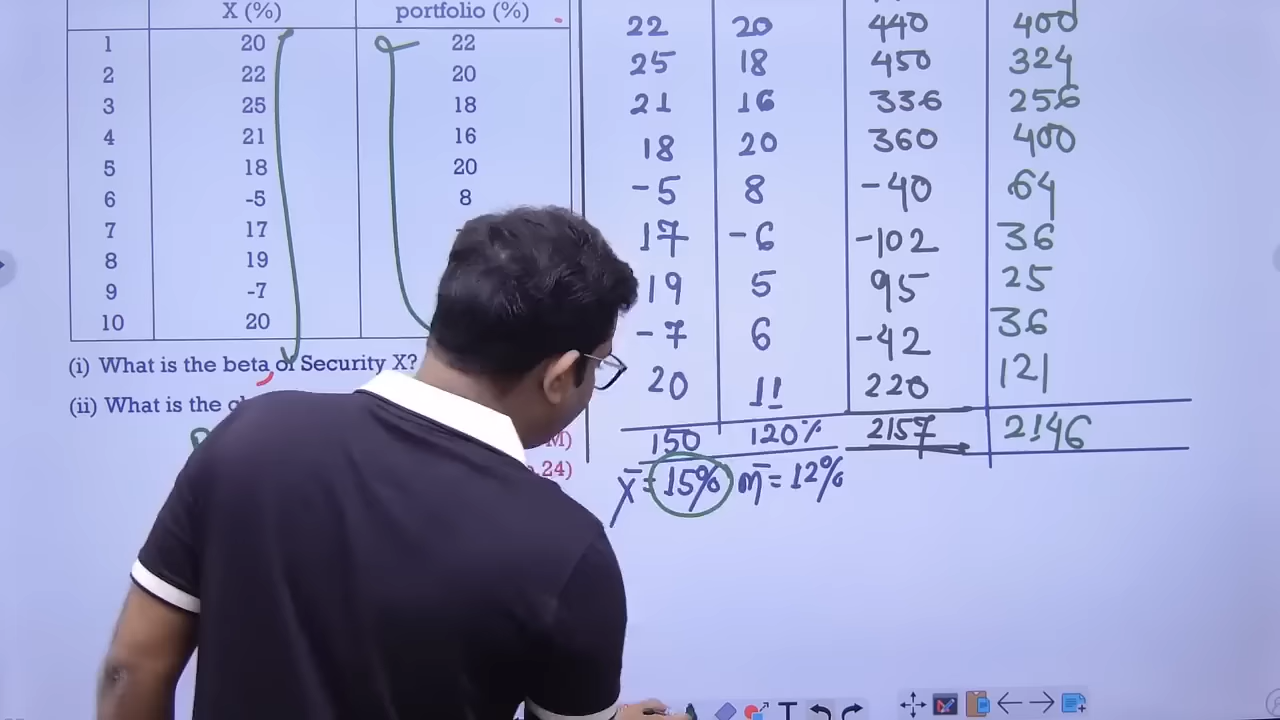 X (%) portfolio (%)
1 20 22
2 22 20
3 25 18
4 21 16
5 18 20
6 -5 8
7 17
8 19
9 -7
10 20
(i) What is the beta of Security X?
(ii) What is the
M)
24)
22 20 440 400
25 18 450 324
21 16 336 256
18 20 360 400
-5 8 -40 64
17 -6 -102 36
19 5 95 25
-7 6 -42 36
20 11 220 121
150 120% 2157 2146
x̄ = 15% m̄ = 12%
T